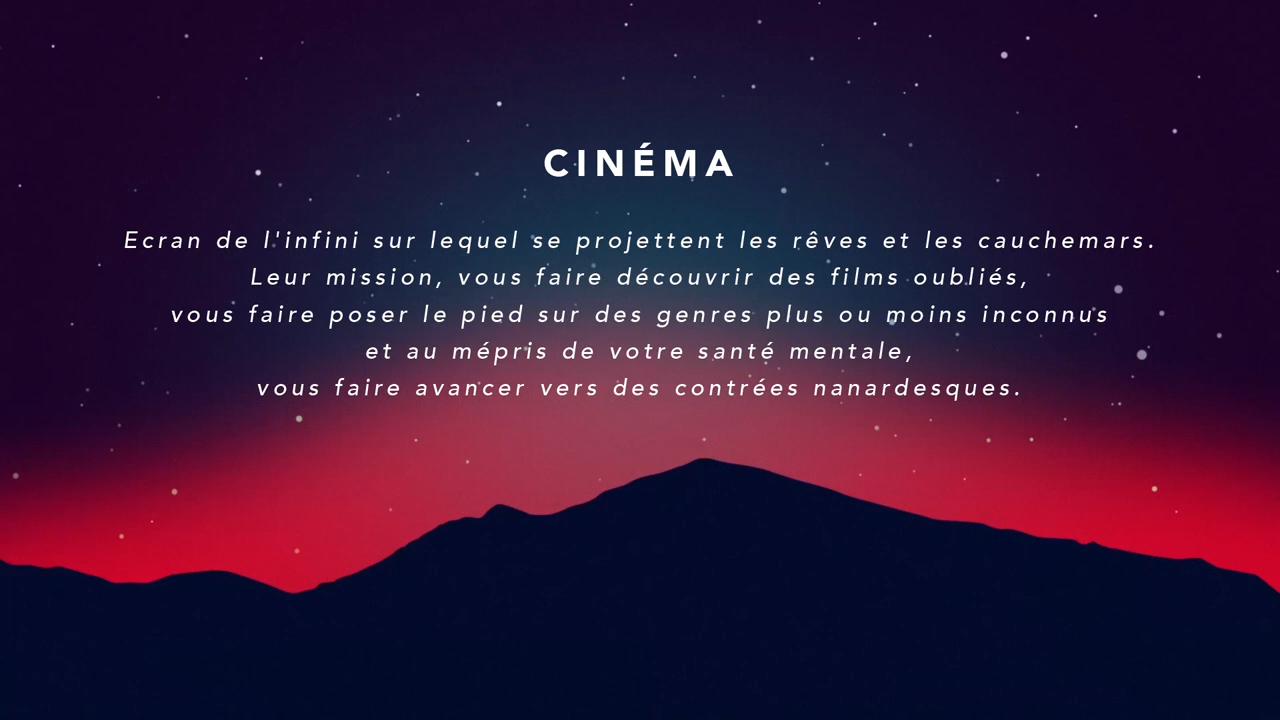 CINÉMA
Ecran de l'infini sur lequel se projettent les rêves et les cauchemars.
Leur mission, vous faire découvrir des films oubliés,
vous faire poser le pied sur des genres plus ou moins inconnus
et au mépris de votre santé mentale,
vous faire avancer vers des contrées nanardesques.